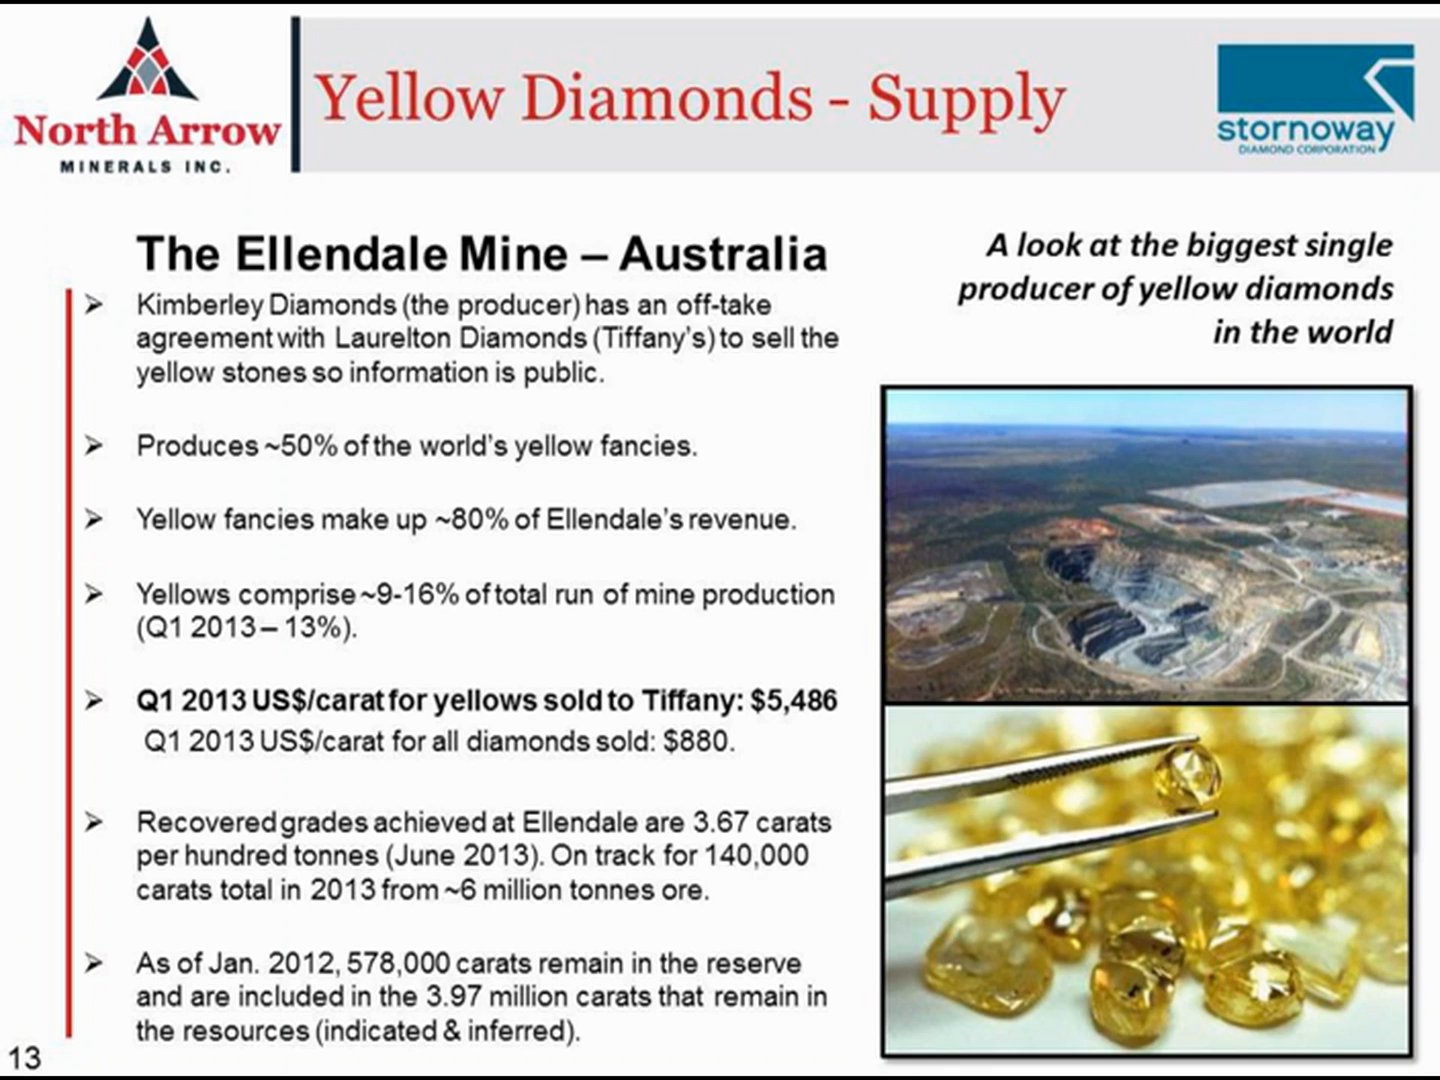 North Arrow
MINERALS INC.
Yellow Diamonds - Supply
stornoway
DIAMOND CORPORATION
The Ellendale Mine – Australia
A look at the biggest single
producer of yellow diamonds
in the world
➢ Kimberley Diamonds (the producer) has an off-take
agreement with Laurelton Diamonds (Tiffany's) to sell the
yellow stones so information is public.
➢ Produces ~50% of the world's yellow fancies.
➢ Yellow fancies make up ~80% of Ellendale's revenue.
➢ Yellows comprise ~9-16% of total run of mine production
(Q1 2013 – 13%).
➢ Q1 2013 US$/carat for yellows sold to Tiffany: $5,486
Q1 2013 US$/carat for all diamonds sold: $880.
➢ Recovered grades achieved at Ellendale are 3.67 carats
per hundred tonnes (June 2013). On track for 140,000
carats total in 2013 from ~6 million tonnes ore.
➢ As of Jan. 2012, 578,000 carats remain in the reserve
and are included in the 3.97 million carats that remain in
the resources (indicated & inferred).
13